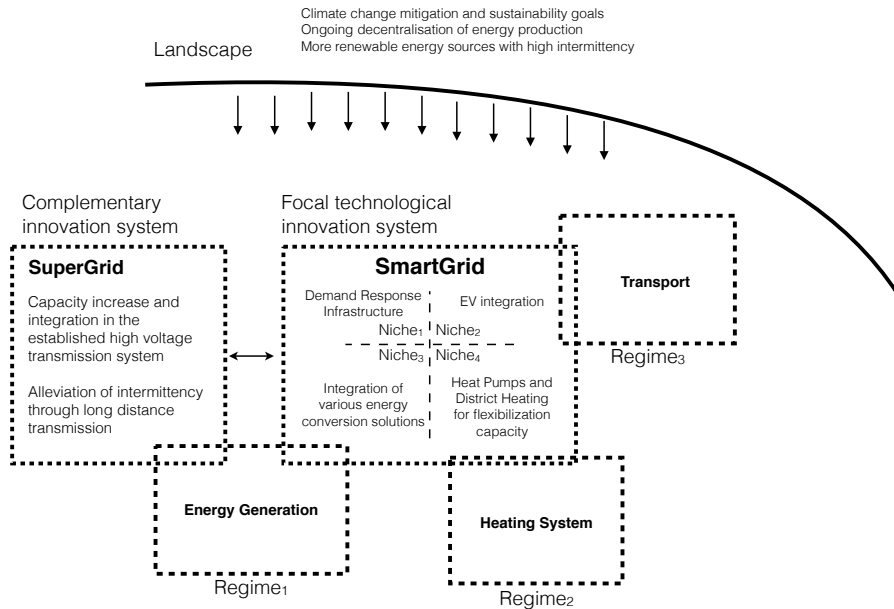 Climate change mitigation and sustainability goals
Ongoing decentralisation of energy production
More renewable energy sources with high intermittency
Landscape
Complementary
innovation system
Focal technological
innovation system
SuperGrid
Capacity increase and
integration in the
established high voltage
transmission system
Alleviation of intermittency
through long distance
transmission
SmartGrid
Demand Response
Infrastructure
Niche₁
EV integration
Niche₂
Niche₃
Integration of
various energy
conversion solutions
Niche₄
Heat Pumps and
District Heating
for flexibilization
capacity
Transport
Regime₃
Energy Generation
Regime₁
Heating System
Regime₂